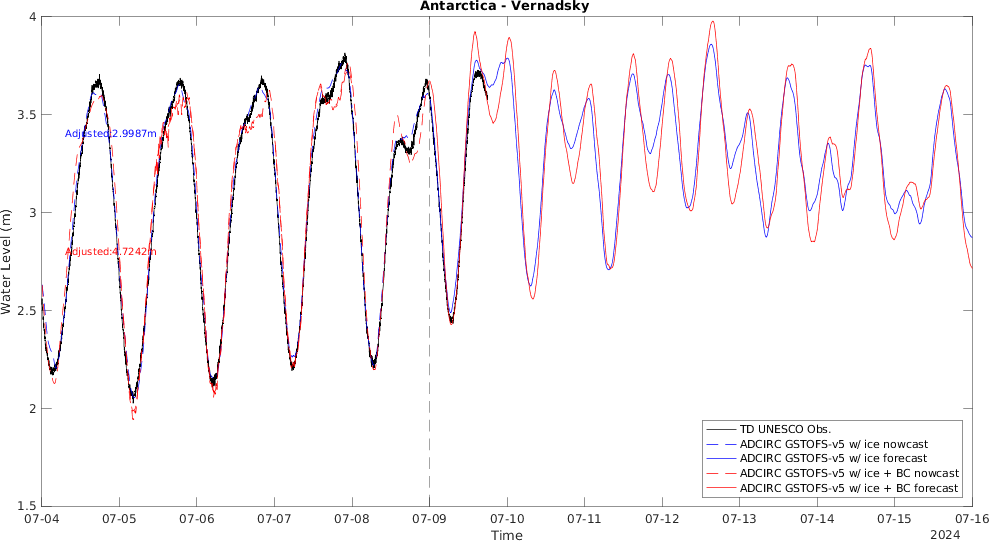 Antarctica - Vernadsky
4
3.5
3
2.5
2
1.5
Water Level (m)
Adjusted:2.9987m
Adjusted:4.7242m
TD UNESCO Obs.
ADCIRC GSTOFS-v5 w/ ice nowcast
ADCIRC GSTOFS-v5 w/ ice forecast
ADCIRC GSTOFS-v5 w/ ice + BC nowcast
ADCIRC GSTOFS-v5 w/ ice + BC forecast
07-04 07-05 07-06 07-07 07-08 07-09 07-10 07-11 07-12 07-13 07-14 07-15 07-16
Time
2024